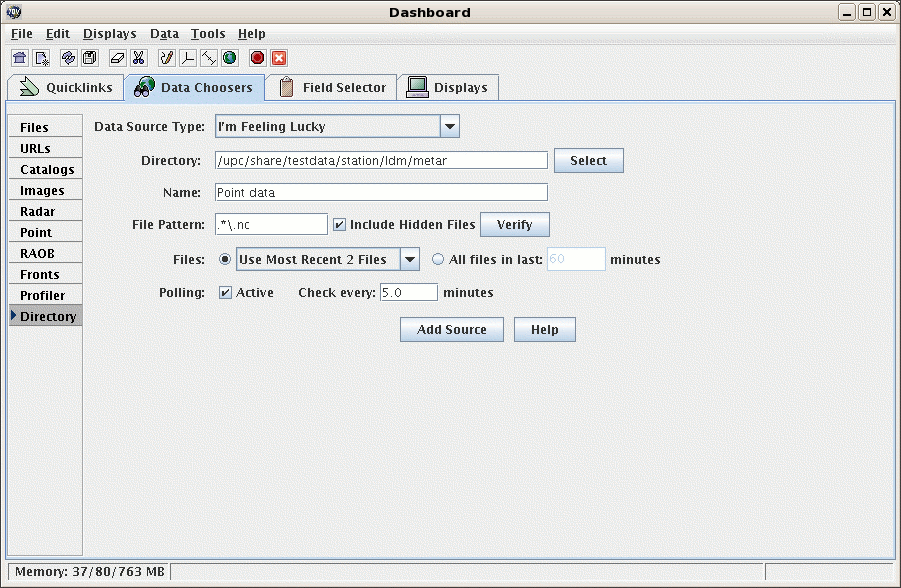 Dashboard
File Edit Displays Data Tools Help
Quicklinks Data Choosers Field Selector Displays
Files
URLs
Catalogs
Images
Radar
Point
RAOB
Fronts
Profiler
Directory
Data Source Type: I'm Feeling Lucky
Directory: /upc/share/testdata/station/ldm/metar Select
Name: Point data
File Pattern: .*\.nc Include Hidden Files Verify
Files: Use Most Recent 2 Files All files in last: 60 minutes
Polling: Active Check every: 5.0 minutes
Add Source Help
Memory: 37/80/763 MB